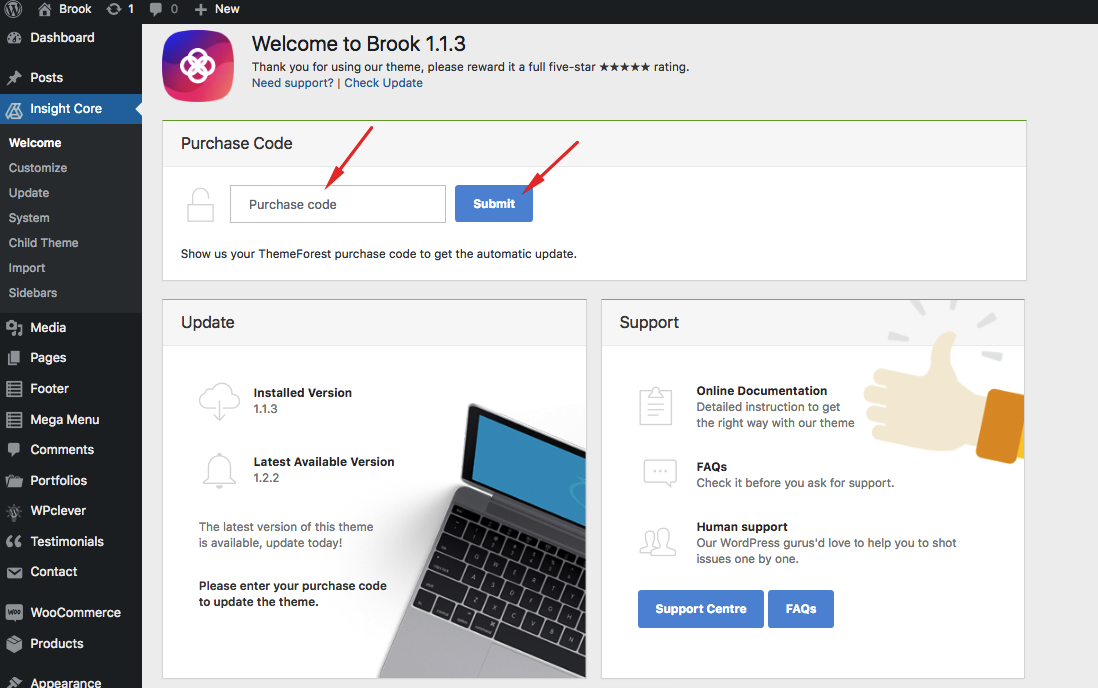 Brook
1
0
New
Dashboard
Posts
Insight Core
Welcome
Customize
Update
System
Child Theme
Import
Sidebars
Media
Pages
Footer
Mega Menu
Comments
Portfolios
WPclever
Testimonials
Contact
WooCommerce
Products
Appearance
Welcome to Brook 1.1.3
Thank you for using our theme, please reward it a full five-star ★★★★★ rating.
Need support? | Check Update
Purchase Code
Purchase code
Submit
Show us your ThemeForest purchase code to get the automatic update.
Update
Installed Version
1.1.3
Latest Available Version
1.2.2
The latest version of this theme
is available, update today!
Please enter your purchase code
to update the theme.
Support
Online Documentation
Detailed instruction to get
the right way with our theme
FAQs
Check it before you ask for support.
Human support
Our WordPress gurus'd love to help you to shot
issues one by one.
Support Centre
FAQs